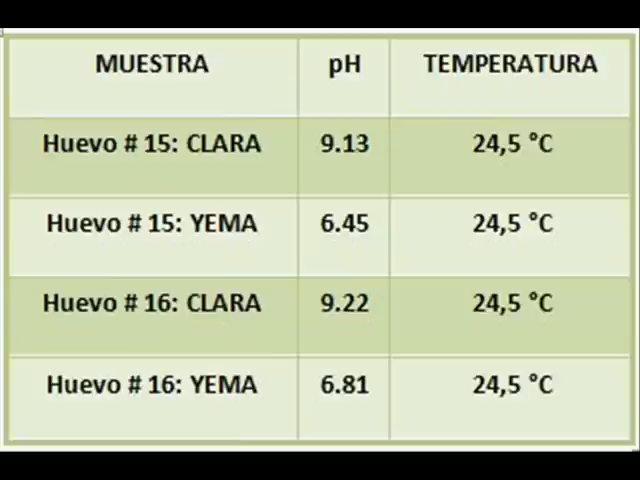 MUESTRA pH TEMPERATURA
Huevo # 15: CLARA 9.13 24,5 °C
Huevo # 15: YEMA 6.45 24,5 °C
Huevo # 16: CLARA 9.22 24,5 °C
Huevo # 16: YEMA 6.81 24,5 °C